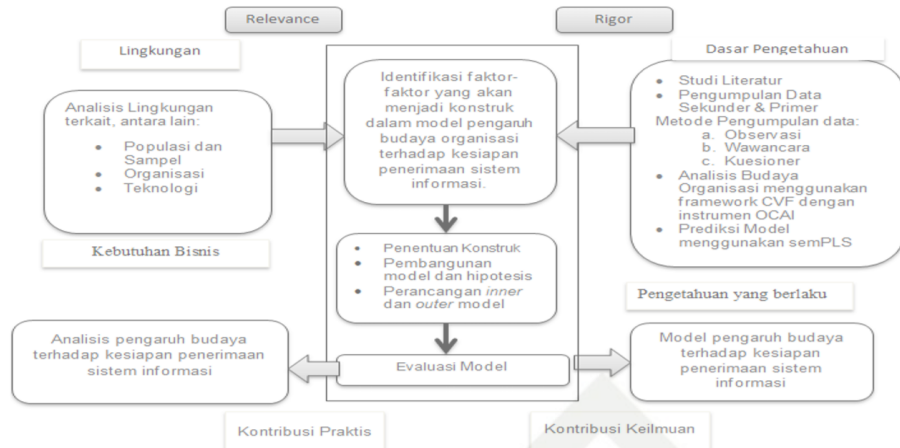 Relevance
Rigor
Lingkungan
Dasar Pengetahuan
Analisis Lingkungan
terkait, antara lain:
• Populasi dan
Sampel
• Organisasi
• Teknologi
Kebutuhan Bisnis
Identifikasi faktor-
faktor yang akan
menjadi konstruk
dalam model pengaruh
budaya organisasi
terhadap kesiapan
penerimaan sistem
informasi.
• Penentuan Konstruk
• Pembangunan
model dan hipotesis
• Perancangan inner
dan outer model
Evaluasi Model
• Studi Literatur
• Pengumpulan Data
Sekunder & Primer
Metode Pengumpulan data:
a. Observasi
b. Wawancara
c. Kuesioner
• Analisis Budaya
Organisasi menggunakan
framework CVF dengan
instrumen OCAI
• Prediksi Model
menggunakan semPLS
Pengetahuan yang berlaku
Analisis pengaruh budaya
terhadap kesiapan penerimaan
sistem informasi
Model pengaruh budaya
terhadap kesiapan
penerimaan sistem
informasi
Kontribusi Praktis
Kontribusi Keilmuan